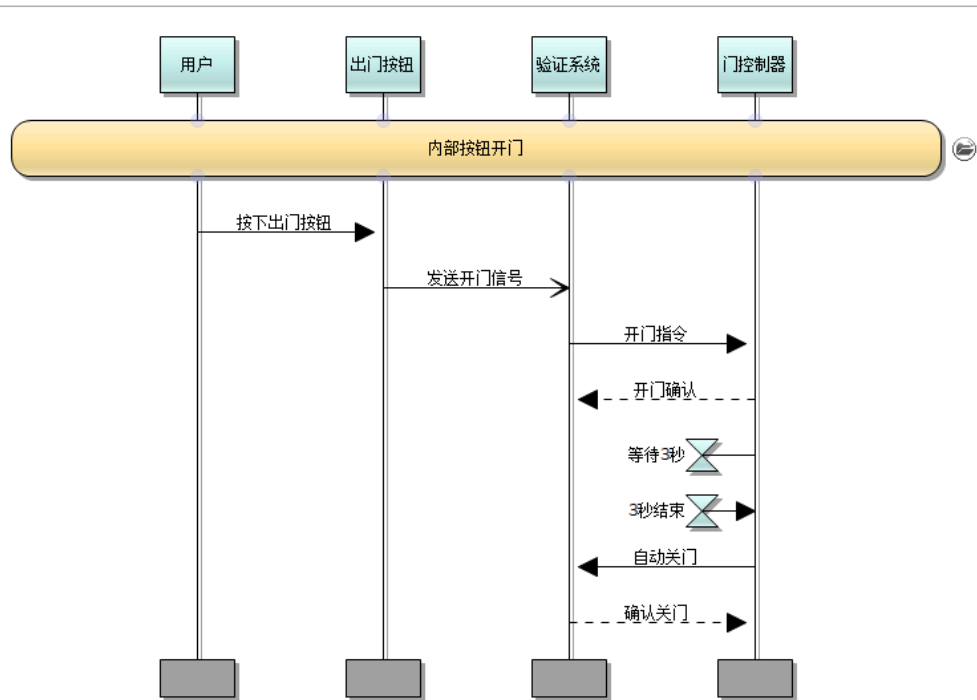 用户
出门按钮
验证系统
门控制器
内部按钮开门
按下出门按钮
发送开门信号
开门指令
开门确认
等待3秒
3秒结束
自动关门
确认关门